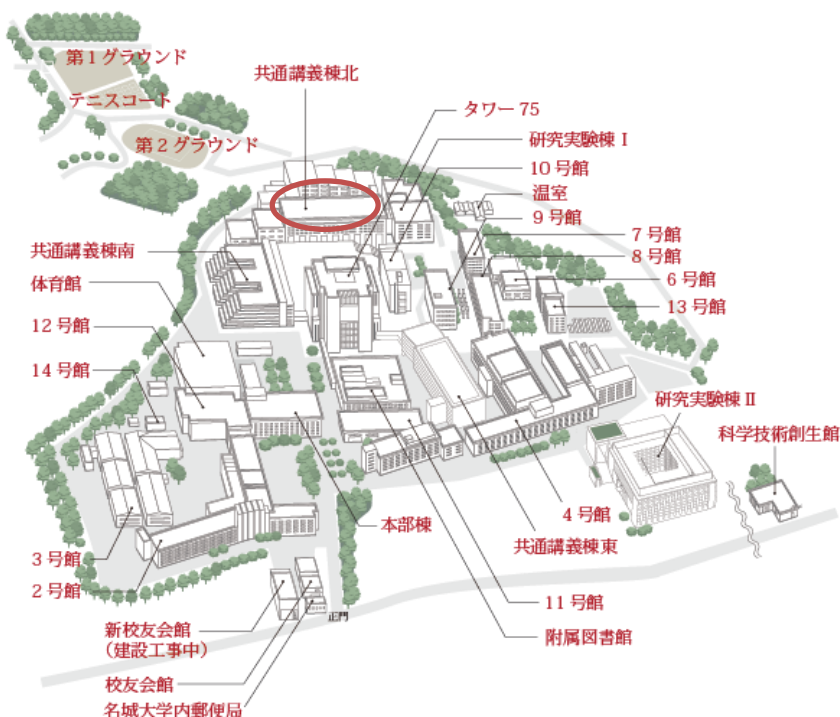 第1グラウンド
共通講義棟北
テニスコート
タワー75
第2グラウンド
研究実験棟Ⅰ
10号館
温室
9号館
7号館
共通講義棟南
8号館
体育館
6号館
13号館
12号館
14号館
研究実験棟Ⅱ
科学技術創生館
4号館
本部棟
共通講義棟東
3号館
2号館
11号館
正門
新校友会館
（建設工事中）
附属図書館
校友会館
名城大学内郵便局